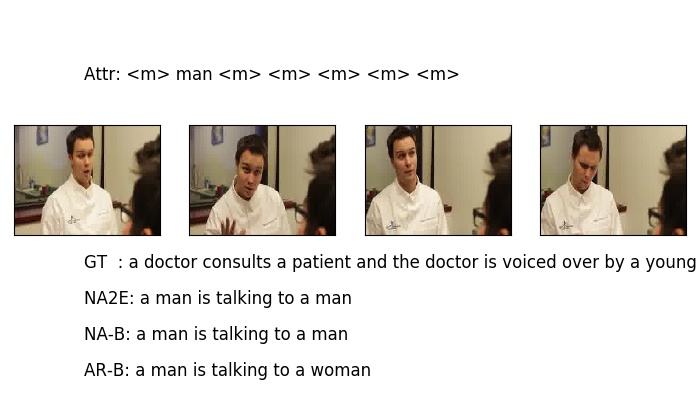 Attr: <m> man <m> <m> <m> <m> <m>
GT  : a doctor consults a patient and the doctor is voiced over by a young
NA2E: a man is talking to a man
NA-B: a man is talking to a man
AR-B: a man is talking to a woman